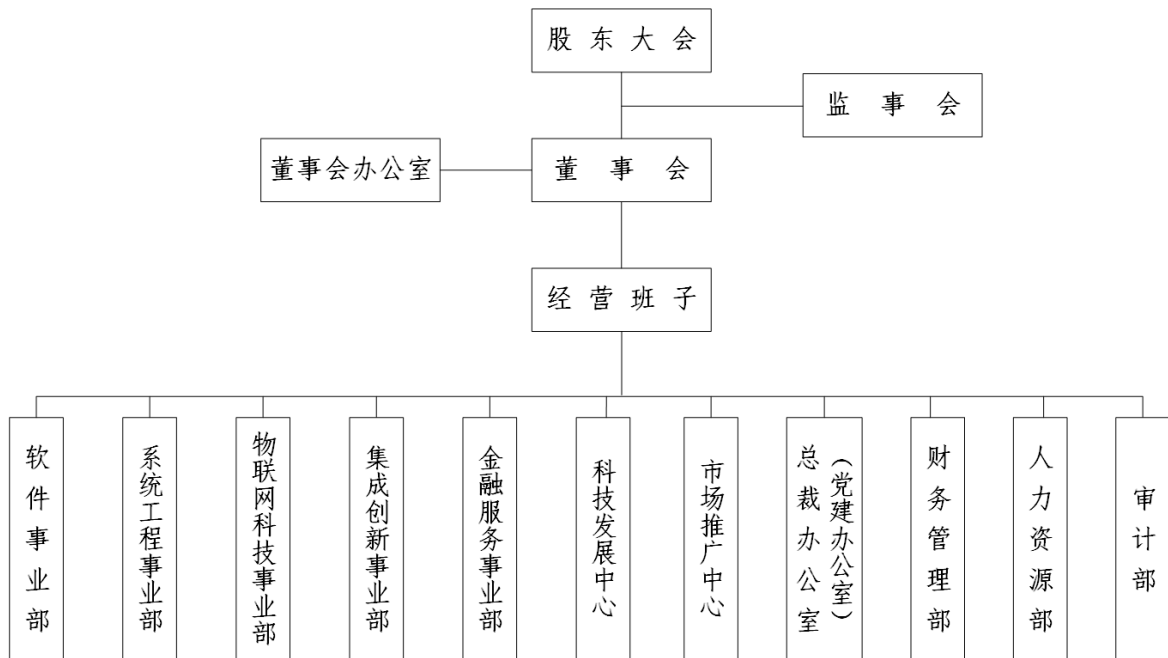 股东大会
监事会
董事会办公室
董事会
经营班子
软件事业部
系统工程事业部
物联网科技事业部
集成创新事业部
金融服务事业部
科技发展中心
市场推广中心
总裁办公室
（党建办公室）
财务管理部
人力资源部
审计部